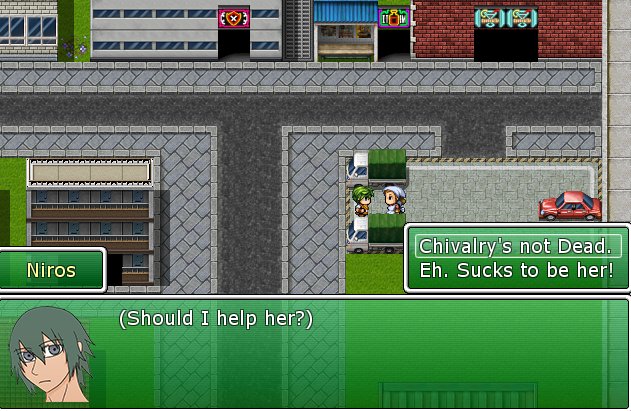 Chivalry's not Dead.
Eh. Sucks to be her!
Niros
(Should I help her?)